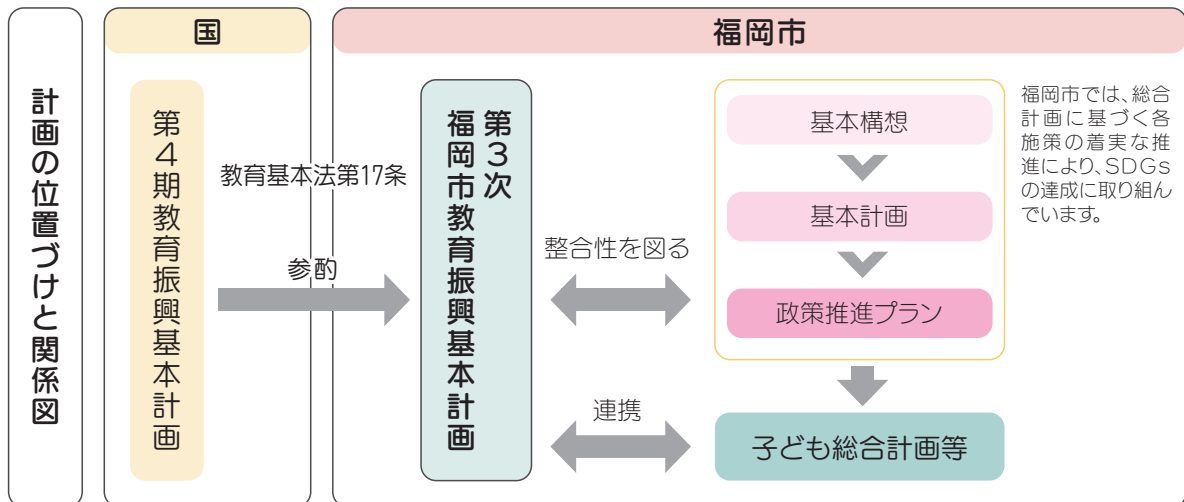 計画の位置づけと関係図
国
第4期教育振興基本計画
教育基本法第17条
参酌
福岡市
第3次
福岡市教育振興基本計画
整合性を図る
連携
基本構想
基本計画
政策推進プラン
子ども総合計画等
福岡市では、総合
計画に基づく各
施策の着実な推
進により、SDGs
の達成に取り組ん
でいます。